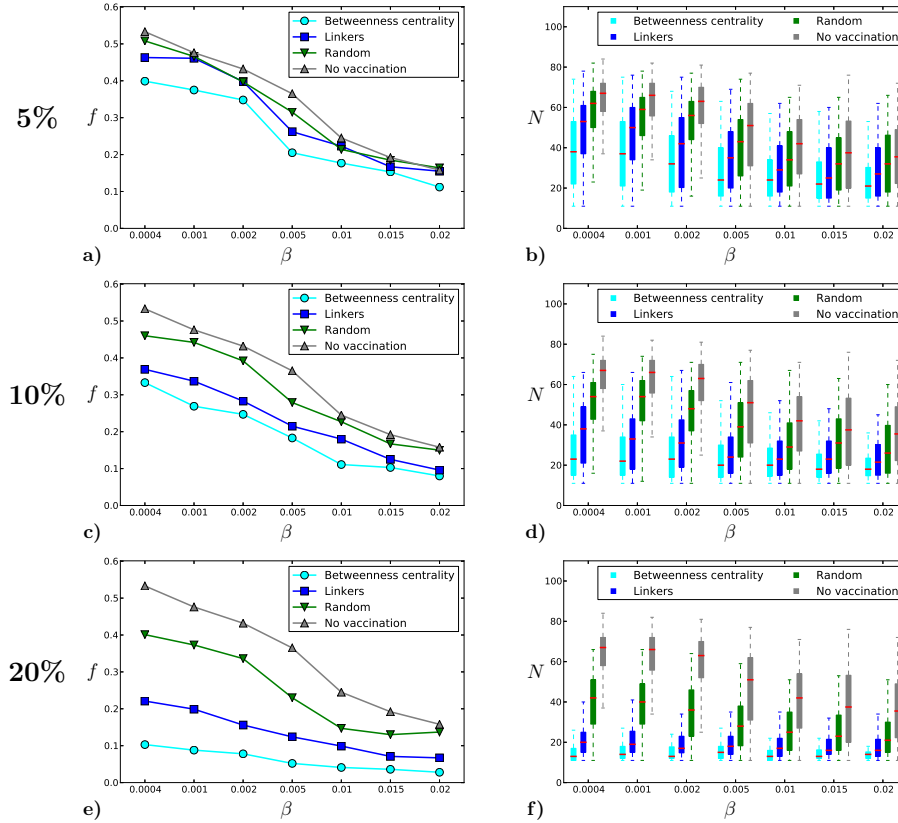 0.6
0.5
0.4
0.3
0.2
0.1
0.0
f
Betweenness centrality
Linkers
Random
No vaccination
0.0004 0.001 0.002 0.005 0.01 0.015 0.02
β
a)
5%
100
80
60
40
20
0
N
Betweenness centrality Random
Linkers No vaccination
0.0004 0.001 0.002 0.005 0.01 0.015 0.02
β
b)
0.6
0.5
0.4
0.3
0.2
0.1
0.0
f
Betweenness centrality
Linkers
Random
No vaccination
0.0004 0.001 0.002 0.005 0.01 0.015 0.02
β
c)
10%
100
80
60
40
20
0
N
Betweenness centrality Random
Linkers No vaccination
0.0004 0.001 0.002 0.005 0.01 0.015 0.02
β
d)
0.6
0.5
0.4
0.3
0.2
0.1
0.0
f
Betweenness centrality
Linkers
Random
No vaccination
0.0004 0.001 0.002 0.005 0.01 0.015 0.02
β
e)
20%
100
80
60
40
20
0
N
Betweenness centrality Random
Linkers No vaccination
0.0004 0.001 0.002 0.005 0.01 0.015 0.02
β
f)